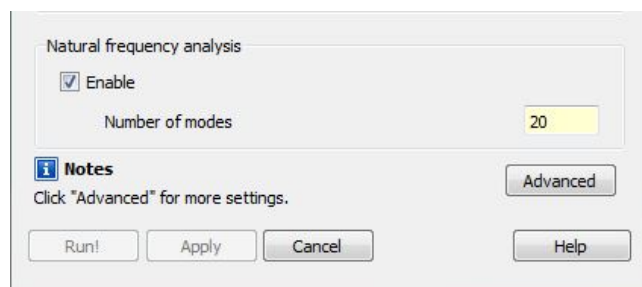 Natural frequency analysis
Enable
Number of modes 20
Notes
Click "Advanced" for more settings.
Advanced
Run! Apply Cancel Help